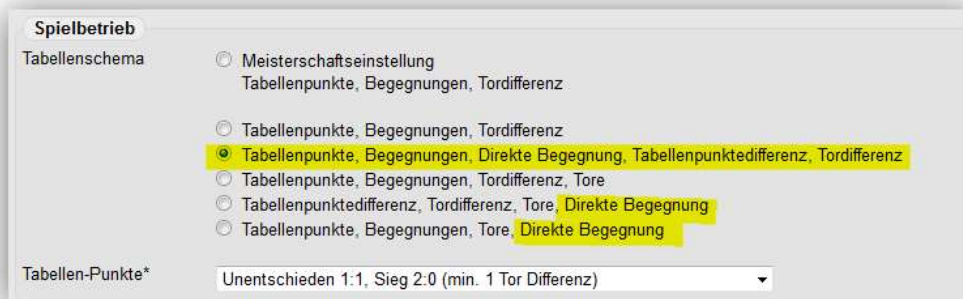 Spielbetrieb
Tabellenschema
Meisterschaftseinstellung
Tabellenpunkte, Begegnungen, Tordifferenz
Tabellenpunkte, Begegnungen, Tordifferenz
Tabellenpunkte, Begegnungen, Direkte Begegnung, Tabellenpunktedifferenz, Tordifferenz
Tabellenpunkte, Begegnungen, Tordifferenz, Tore
Tabellenpunktedifferenz, Tordifferenz, Tore, Direkte Begegnung
Tabellenpunkte, Begegnungen, Tore, Direkte Begegnung
Tabellen-Punkte*
Unentschieden 1:1, Sieg 2:0 (min. 1 Tor Differenz)